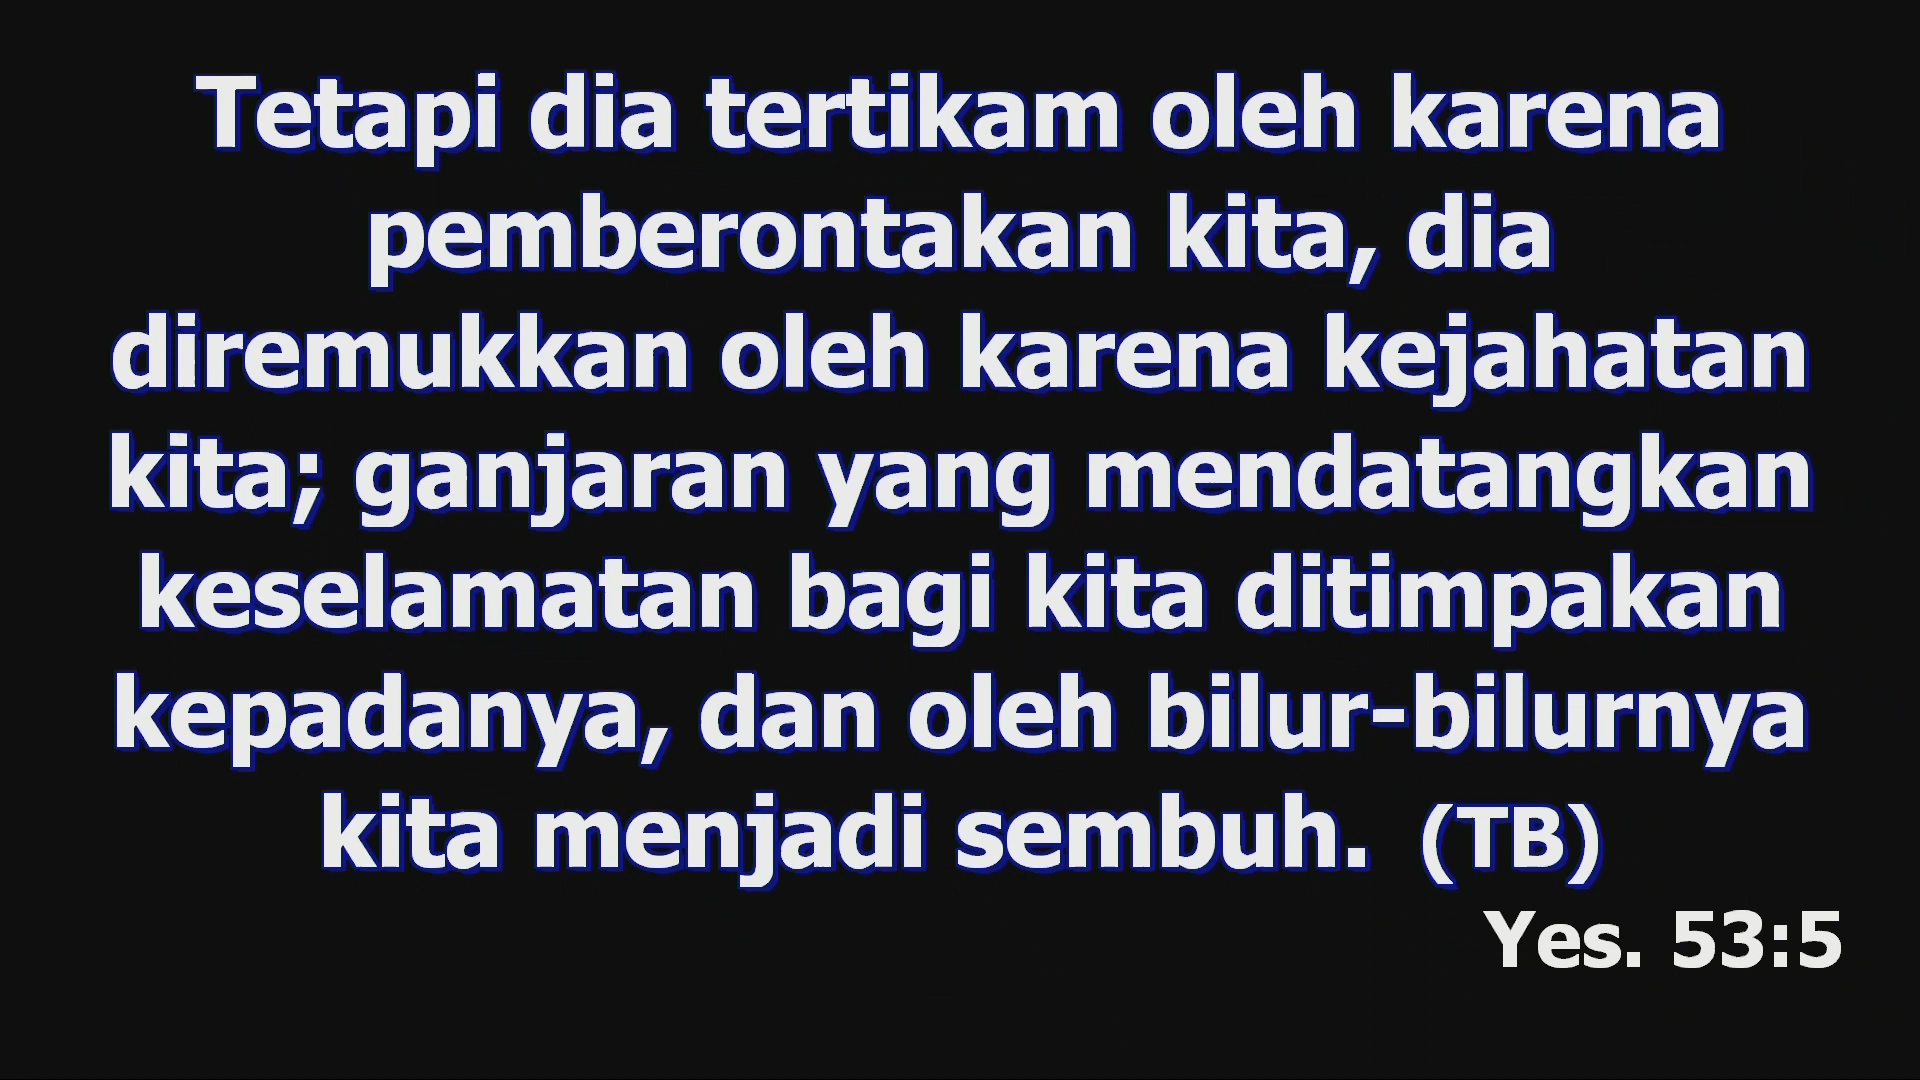 Tetapi dia tertikam oleh karena
pemberontakan kita, dia
diremukkan oleh karena kejahatan
kita; ganjaran yang mendatangkan
keselamatan bagi kita ditimpakan
kepadanya, dan oleh bilur-bilurnya
kita menjadi sembuh. (TB)
Yes. 53:5